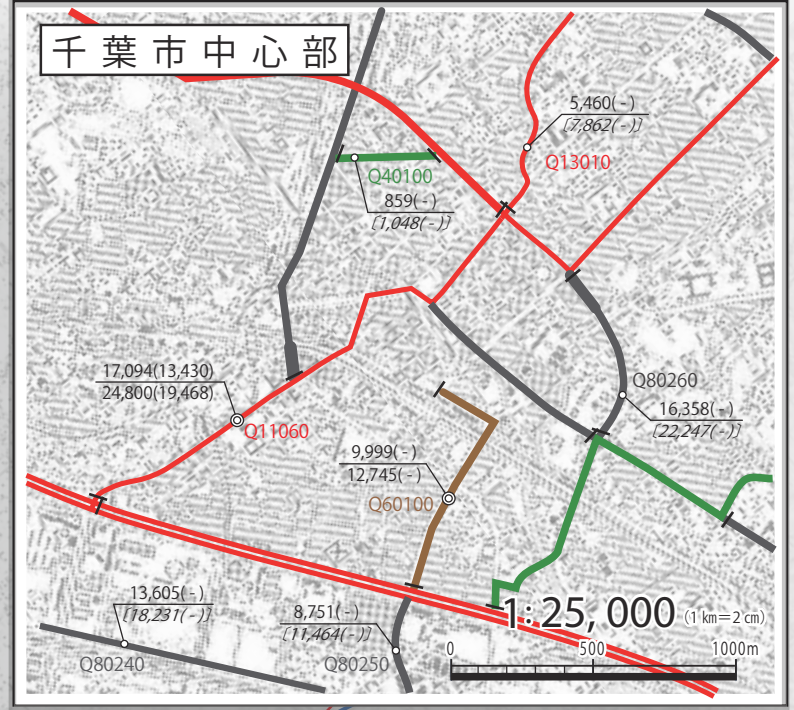 千葉市中心部
5,460(-)
[7,862(-)]
Q13010
Q40100
859(-)
[1,048(-)]
17,094(13,430)
24,800(19,468)
Q11060
Q80260
16,358(-)
[22,247(-)]
9,999(-)
12,745(-)
Q60100
13,605(-)
[18,231(-)]
Q80240
8,751(-)
[11,464(-)]
Q80250
1:25,000 (1㎞=2㎝)
0 500 1000m